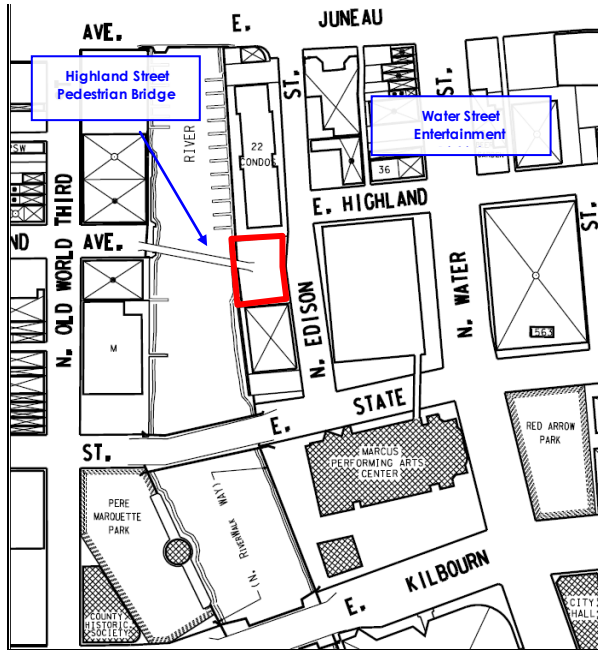 AVE.
E.
JUNEAU
Highland Street
Pedestrian Bridge
RIVER
ST.
ST.
Water Street
Entertainment
SW
22
CONDOS
36
E. HIGHLAND
ND
AVE.
N. OLD WORLD THIRD
N. EDISON
N. WATER
ST.
M
563
E.
STATE
ST.
MARCUS
PERFORMING ARTS
CENTER
RED ARROW
PARK
PERE
MARQUETTE
PARK
(N. RIVERWALK WAY)
COUNTY
HISTORIC
SOCIETY
E.
KILBOURN
CITY
HALL